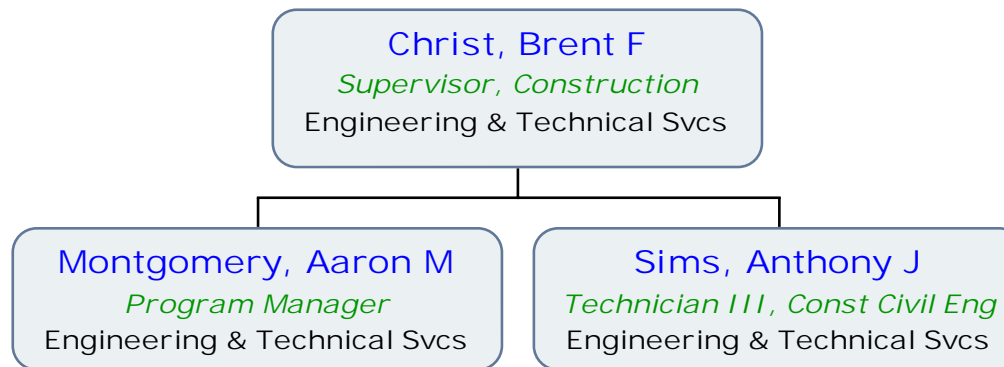 Christ, Brent F
Supervisor, Construction
Engineering & Technical Svcs
Montgomery, Aaron M
Program Manager
Engineering & Technical Svcs
Sims, Anthony J
Technician III, Const Civil Eng
Engineering & Technical Svcs